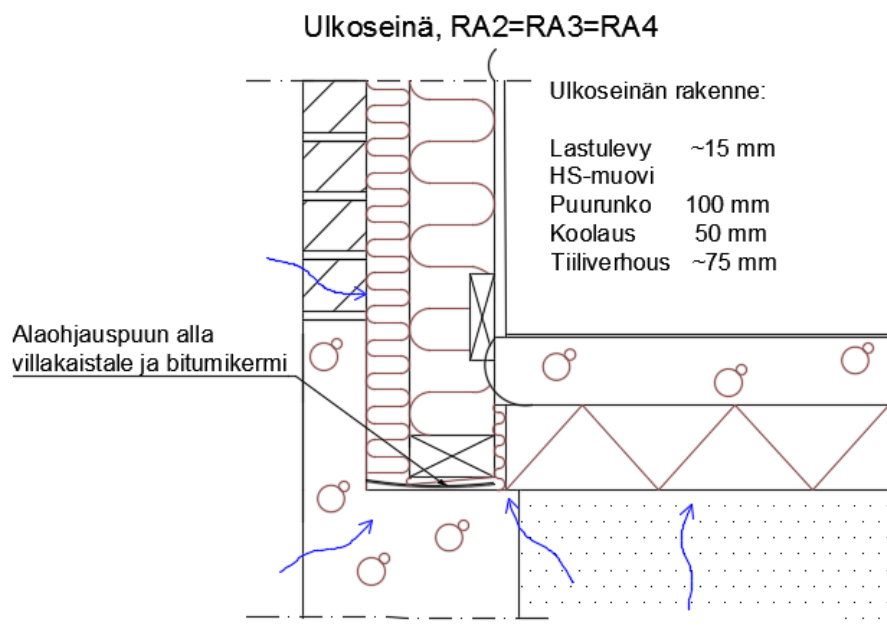 Ulkoseinä, RA2=RA3=RA4
Ulkoseinän rakenne:
Lastulevy ~15 mm
HS-muovi
Puurunko 100 mm
Koolaus 50 mm
Tiiliverhous ~75 mm
Alaohjauspuun alla
villakaistale ja bitumikermi